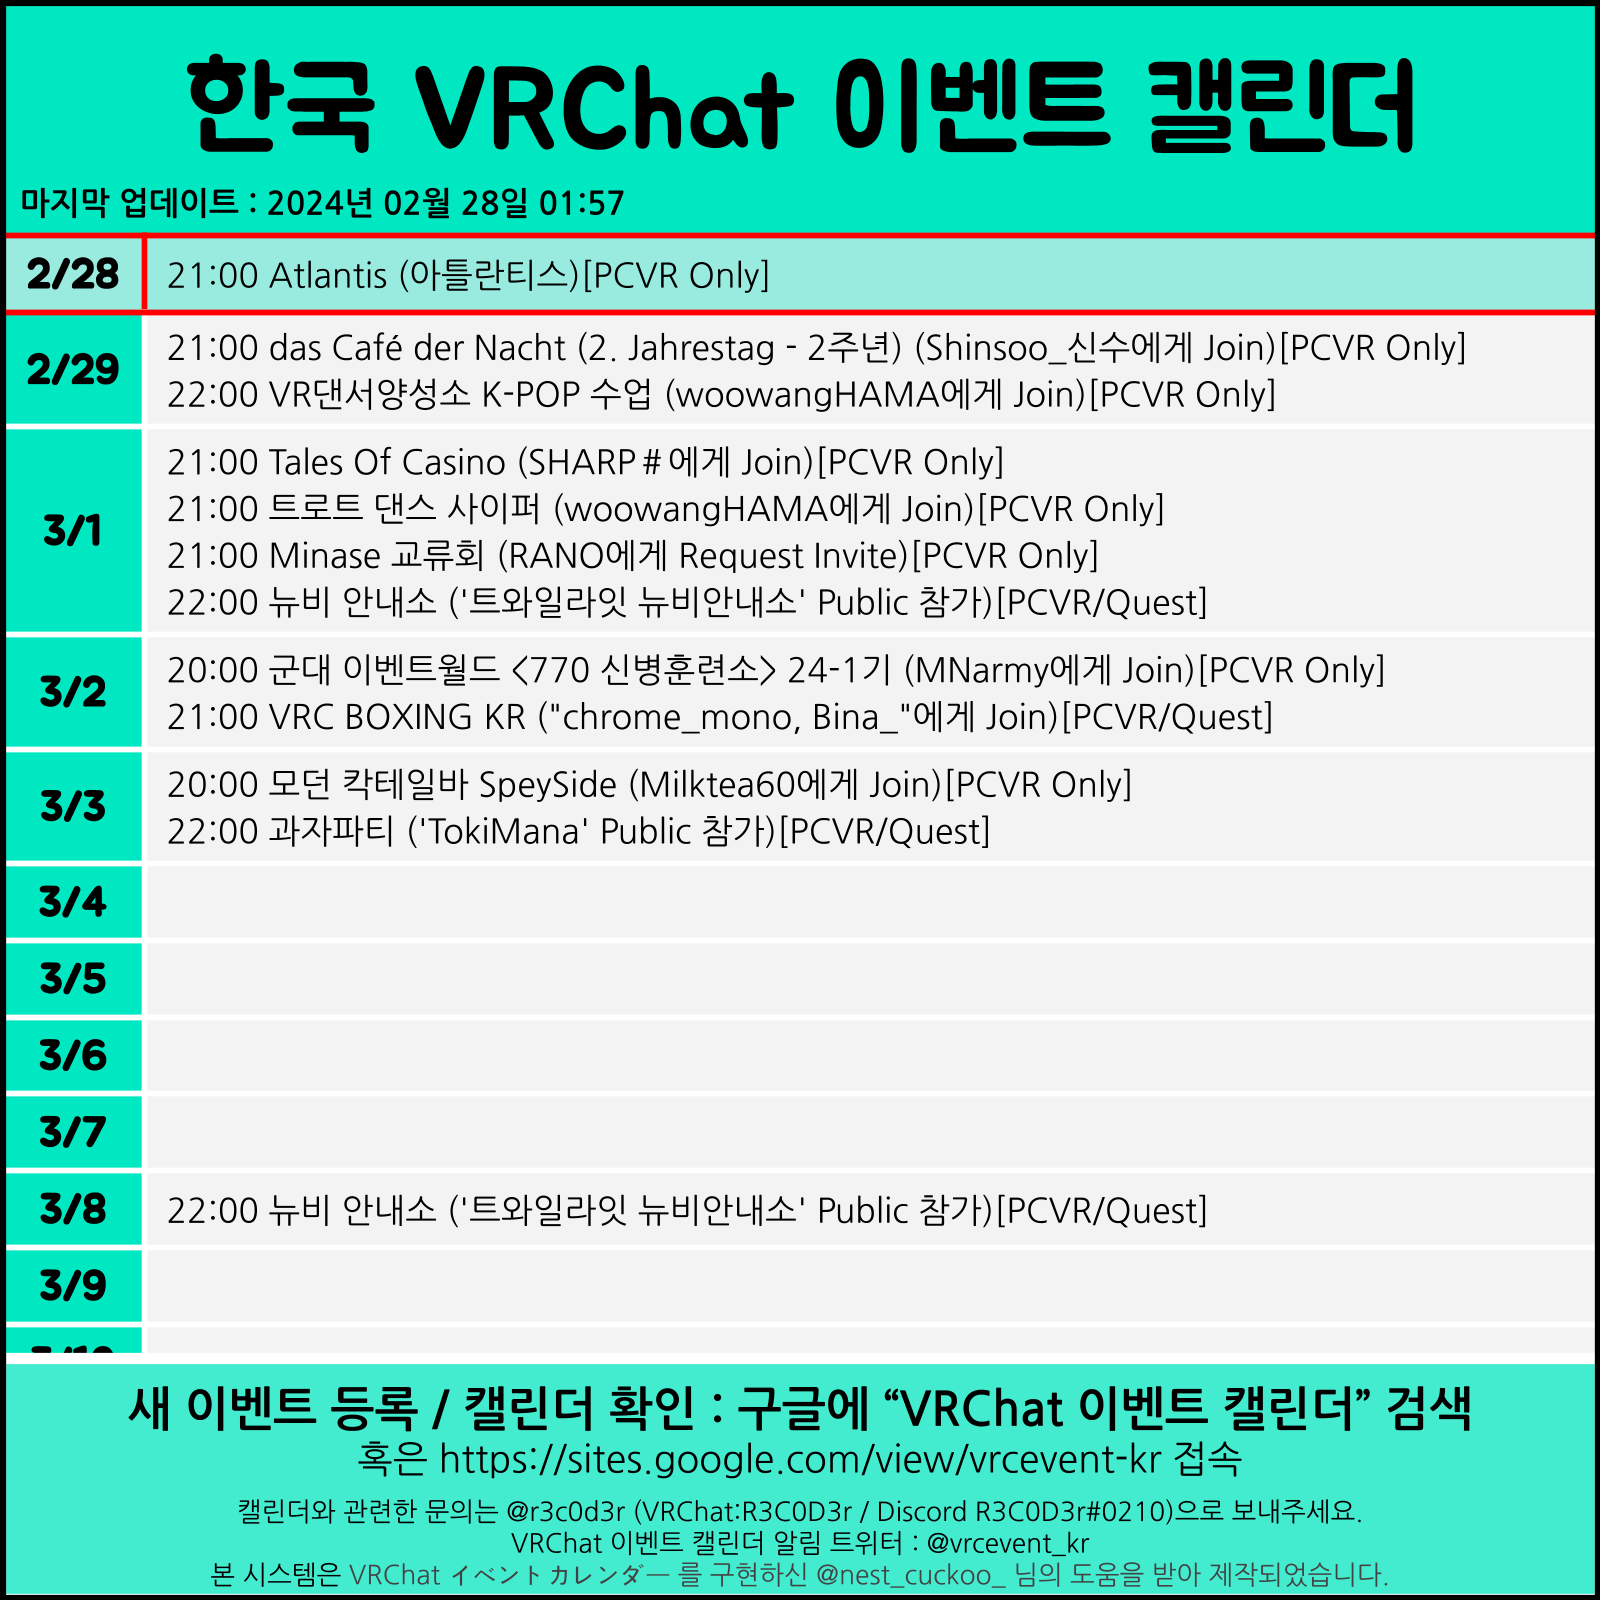 한국 VRChat 이벤트 캘린더
마지막 업데이트 : 2024년 02월 28일 01:57
2/28
21:00 Atlantis (아틀란티스)[PCVR Only]
2/29
21:00 das Café der Nacht (2. Jahrestag - 2주년) (Shinsoo_신수에게 Join)[PCVR Only]
22:00 VR댄서양성소 K-POP 수업 (woowangHAMA에게 Join)[PCVR Only]
3/1
21:00 Tales Of Casino (SHARP#에게 Join)[PCVR Only]
21:00 트로트 댄스 사이퍼 (woowangHAMA에게 Join)[PCVR Only]
21:00 Minase 교류회 (RANO에게 Request Invite)[PCVR Only]
22:00 뉴비 안내소 ('트와일라잇 뉴비안내소' Public 참가)[PCVR/Quest]
3/2
20:00 군대 이벤트월드 <770 신병훈련소> 24-1기 (MNarmy에게 Join)[PCVR Only]
21:00 VRC BOXING KR ("chrome_mono, Bina_"에게 Join)[PCVR/Quest]
3/3
20:00 모던 칵테일바 SpeySide (Milktea60에게 Join)[PCVR Only]
22:00 과자파티 ('TokiMana' Public 참가)[PCVR/Quest]
3/4
3/5
3/6
3/7
3/8
22:00 뉴비 안내소 ('트와일라잇 뉴비안내소' Public 참가)[PCVR/Quest]
3/9
새 이벤트 등록 / 캘린더 확인 : 구글에 “VRChat 이벤트 캘린더” 검색
혹은 https://sites.google.com/view/vrcevent-kr 접속
캘린더와 관련한 문의는 @r3c0d3r (VRChat:R3C0D3r / Discord R3C0D3r#0210)으로 보내주세요.
VRChat 이벤트 캘린더 알림 트위터 : @vrcevent_kr
본 시스템은 VRChat イベントカレンダー 를 구현하신 @nest_cuckoo_ 님의 도움을 받아 제작되었습니다.